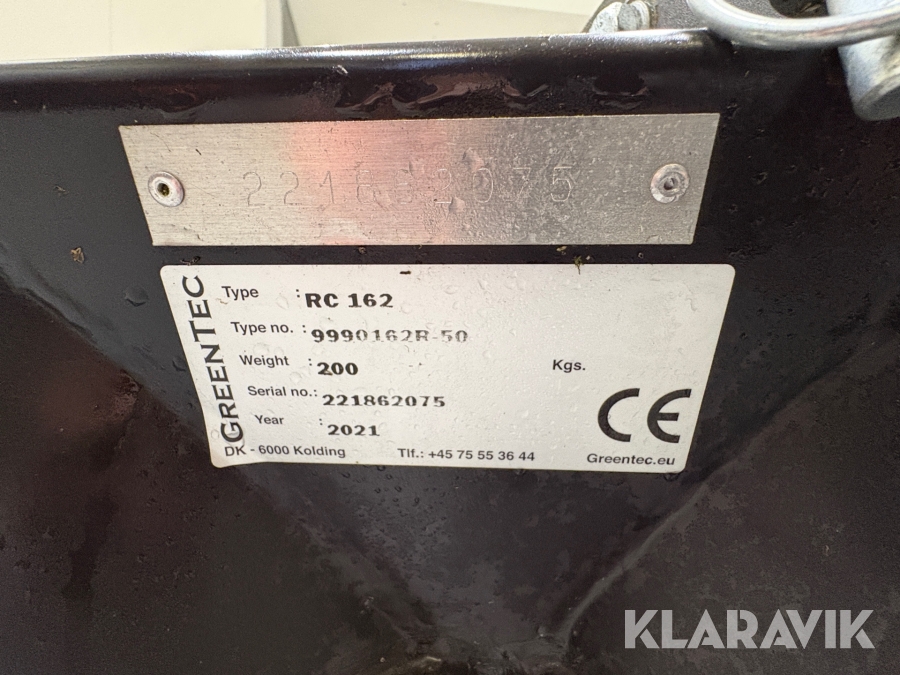 221862075
GREENTEC
Type : RC 162
Type no. : 9990162R-50
Weight : 200 Kgs.
Serial no.: 221862075
Year : 2021
CE
DK - 6000 Kolding Tlf.: +45 75 55 36 44 Greentec.eu
KLARAVIK